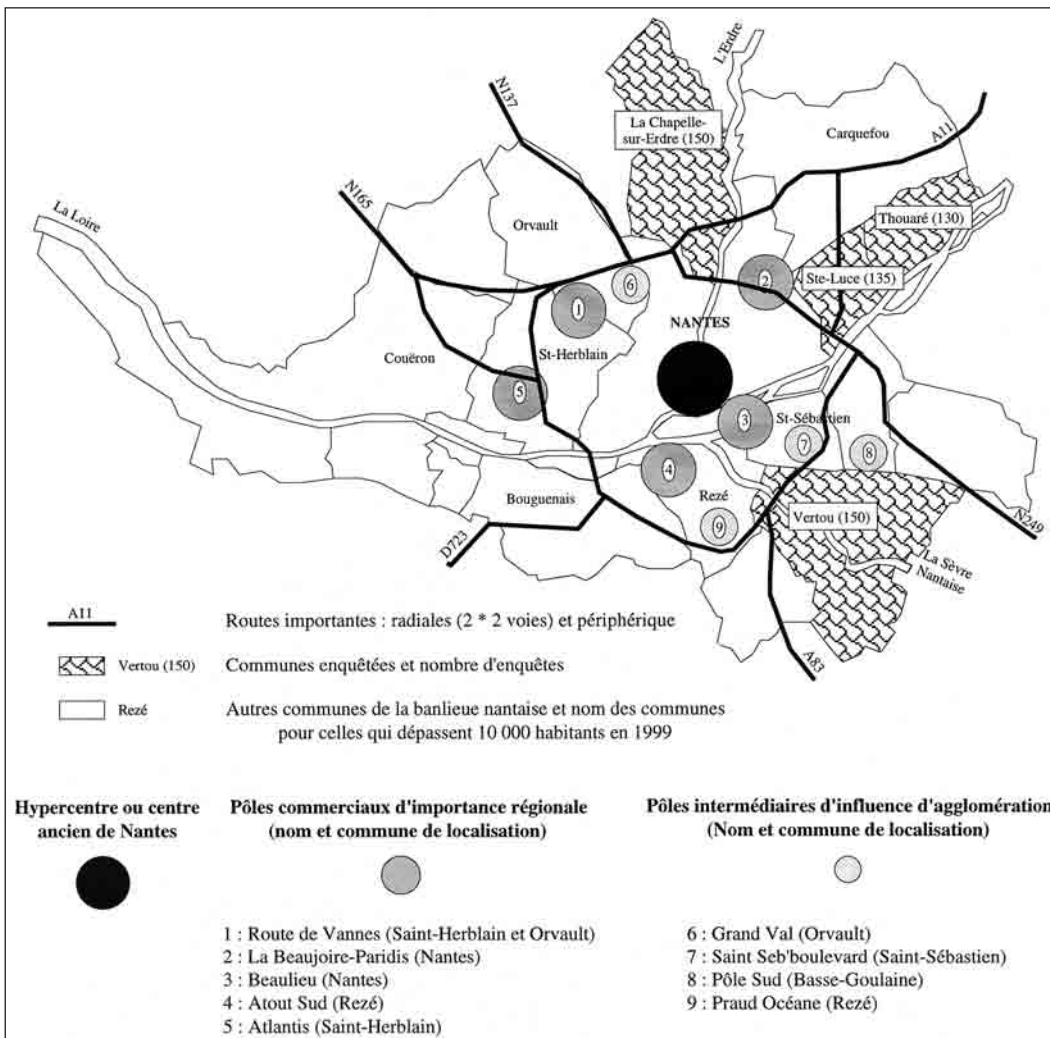 N137
L'Erdre
La Chapelle-
sur-Erdre (150)
Carquefou
A11
N165
La Loire
Orvault
Thouaré (130)
6
2
Ste-Luce (135)
1
NANTES
St-Herblain
Couëron
5
3
St-Sébastien
7
8
4
Bouguenais
Rezé
9
Vertou (150)
N249
D723
La Sèvre
Nantaise
A83
A11
Routes importantes : radiales (2 * 2 voies) et périphérique
Vertou (150)
Communes enquêtées et nombre d'enquêtes
Rezé
Autres communes de la banlieue nantaise et nom des communes
pour celles qui dépassent 10 000 habitants en 1999
Hypercentre ou centre
ancien de Nantes
Pôles commerciaux d'importance régionale
(nom et commune de localisation)
1 : Route de Vannes (Saint-Herblain et Orvault)
2 : La Beaujoire-Paridis (Nantes)
3 : Beaulieu (Nantes)
4 : Atout Sud (Rezé)
5 : Atlantis (Saint-Herblain)
Pôles intermédiaires d'influence d'agglomération
(Nom et commune de localisation)
6 : Grand Val (Orvault)
7 : Saint Seb'boulevard (Saint-Sébastien)
8 : Pôle Sud (Basse-Goulaine)
9 : Praud Océane (Rezé)